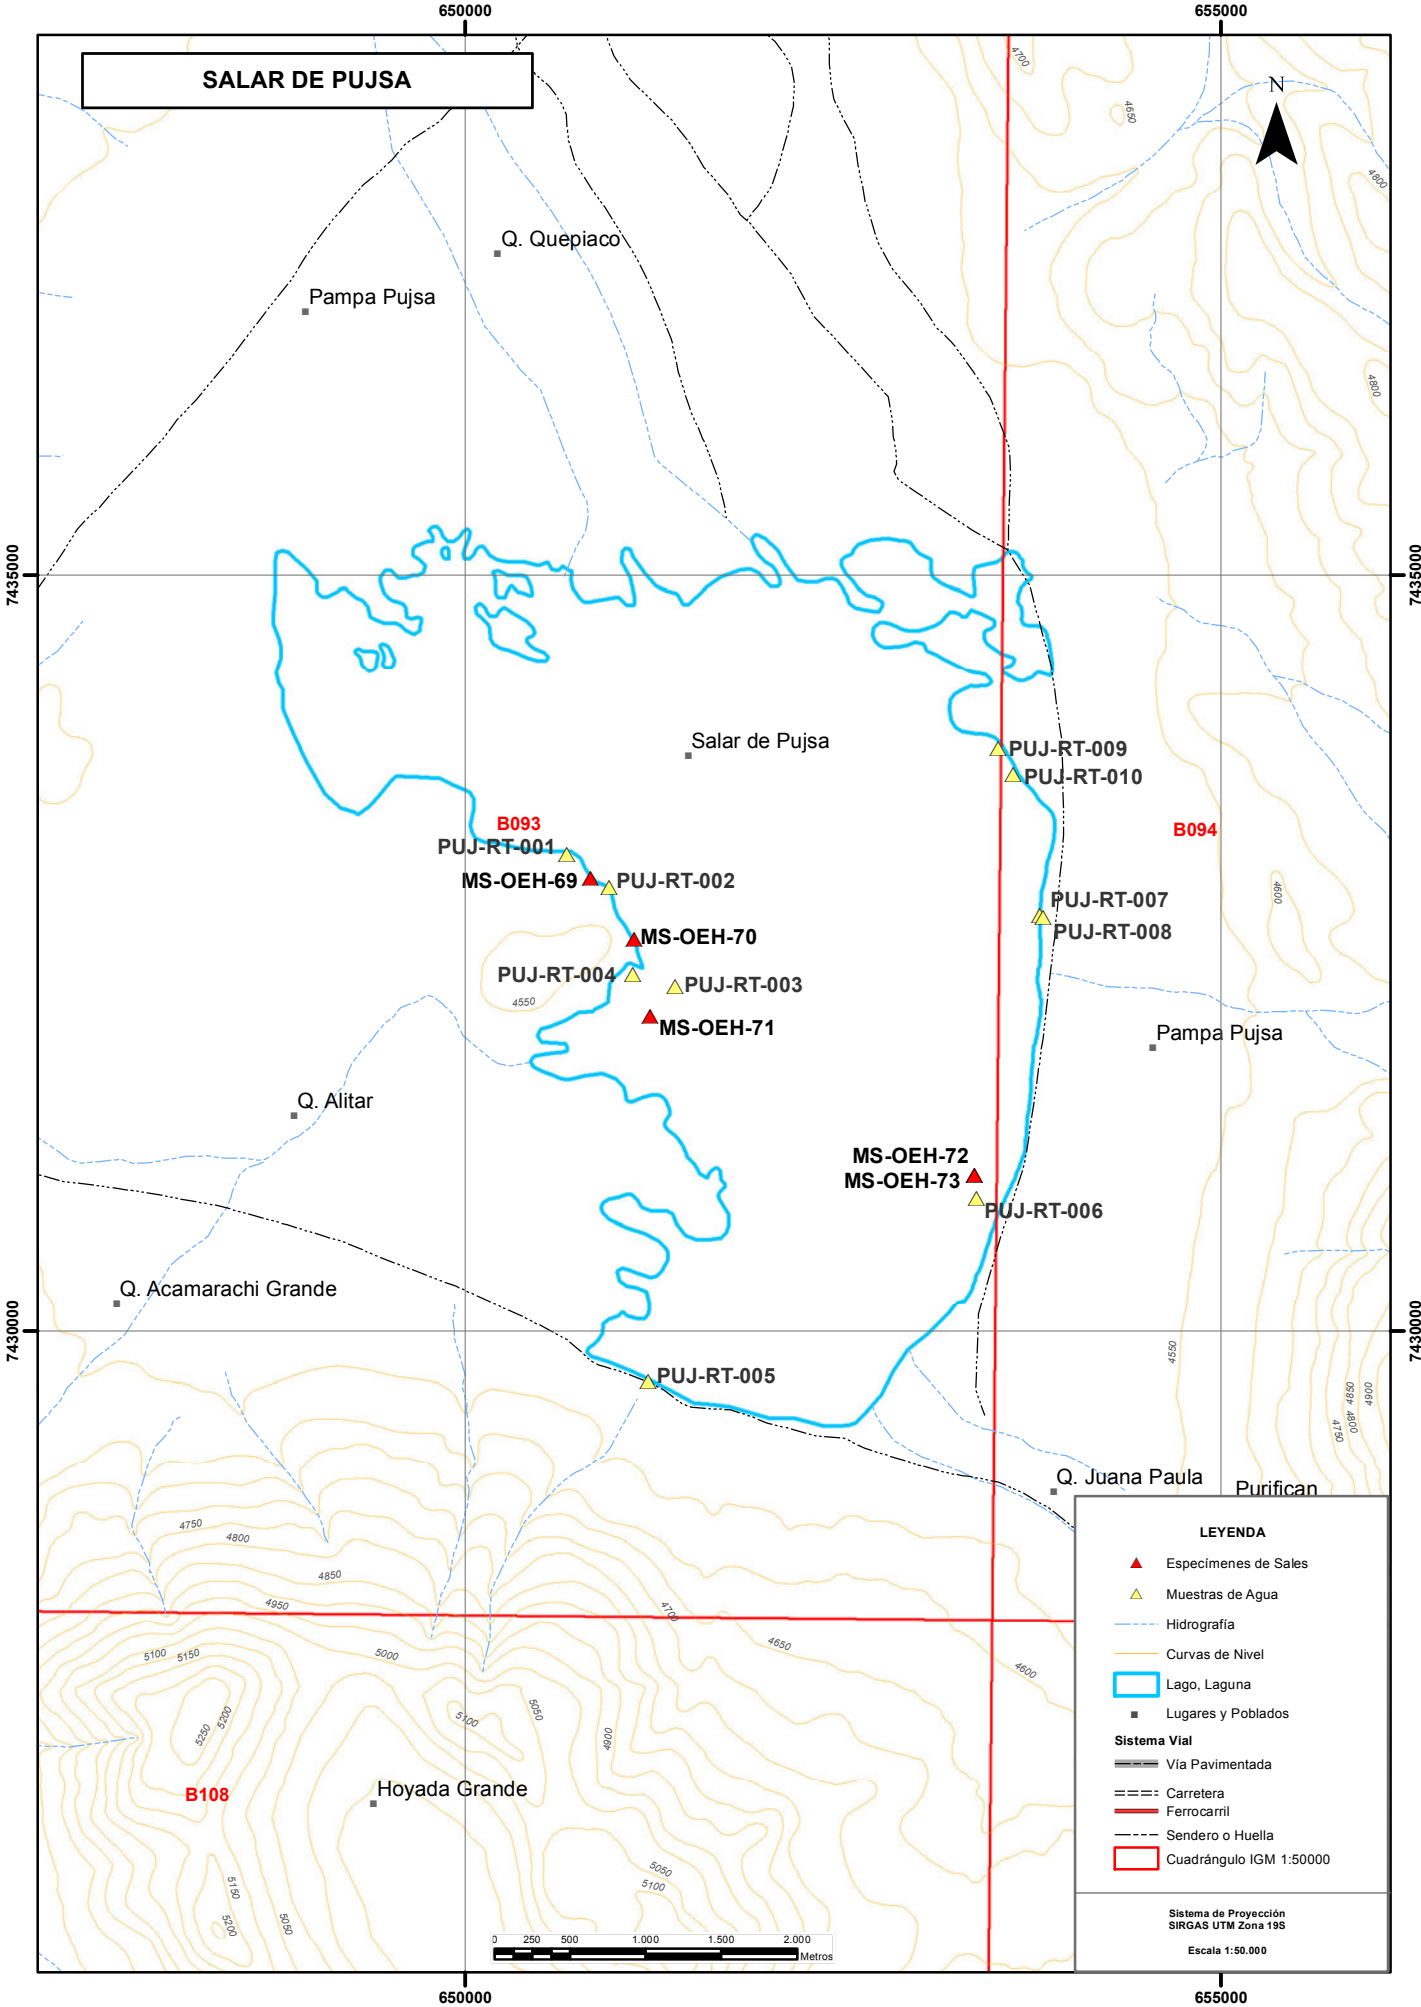 650000
655000
SALAR DE PUJSA
N
4700
4650
4800
Q. Quepiaco
Pampa Pujsa
4800
7435000
7435000
Salar de Pujsa
PUJ-RT-009
PUJ-RT-010
B093
B094
PUJ-RT-001
MS-OEH-69
PUJ-RT-002
4600
PUJ-RT-007
PUJ-RT-008
MS-OEH-70
PUJ-RT-004
PUJ-RT-003
4550
MS-OEH-71
Pampa Pujsa
Q. Alitar
MS-OEH-72
MS-OEH-73
PUJ-RT-006
Q. Acamarachi Grande
7430000
7430000
4550
PUJ-RT-005
4850
4900
4750
4800
Q. Juana Paula
Purifican
4750
4800
4850
4950
4700
4650
4600
5100
5150
5000
5250
5200
5100
5050
4900
B108
Hoyada Grande
5150
5200
5050
5050
5100
LEYENDA
Especímenes de Sales
Muestras de Agua
Hidrografía
Curvas de Nivel
Lago, Laguna
Lugares y Poblados
Sistema Vial
Vía Pavimentada
Carretera
Ferrocarril
Sendero o Huella
Cuadrángulo IGM 1:50000
Sistema de Proyección
SIRGAS UTM Zona 19S
Escala 1:50.000
0 250 500 1.000 1.500 2.000
Metros
650000
655000